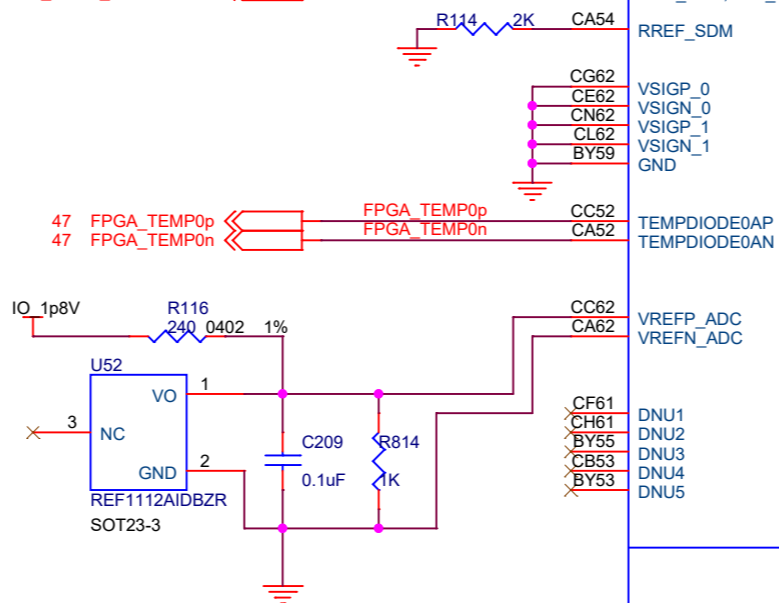 R114 2K CA54 RREF_SDM
CG62 VSIGP_0
CE62 VSIGN_0
CN62 VSIGP_1
CL62 VSIGN_1
BY59 GND
47 FPGA_TEMP0p FPGA_TEMP0p CC52 TEMPDIODE0AP
47 FPGA_TEMP0n FPGA_TEMP0n CA52 TEMPDIODE0AN
IO_1p8V
R116
240 0402 1%
CC62 VREFP_ADC
CA62 VREFN_ADC
U52
VO 1
3 NC
GND 2
REF1112AIDBZR
SOT23-3
C209
0.1uF
R814
1K
CF61 DNU1
CH61 DNU2
BY55 DNU3
CB53 DNU4
BY53 DNU5